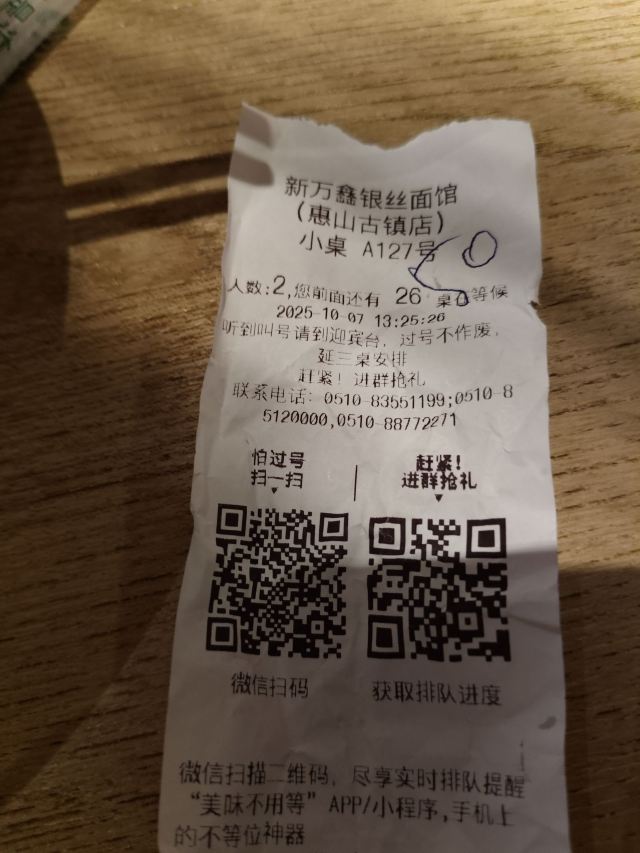 新万鑫银丝面馆
(惠山古镇店)
小桌 A127号
人数:2,您前面还有 26 桌在等候
2025-10-07 13:25:26
听到叫号请到迎宾台，过号不作废，
延三桌安排
赶紧！进群抢礼
联系电话：0510-83551199;0510-8
5120000,0510-88772271
怕过号
扫一扫
赶紧！
进群抢礼
微信扫码
获取排队进度
微信扫描二维码，尽享实时排队提醒
“美味不用等”APP/小程序,手机上
的不等位神器